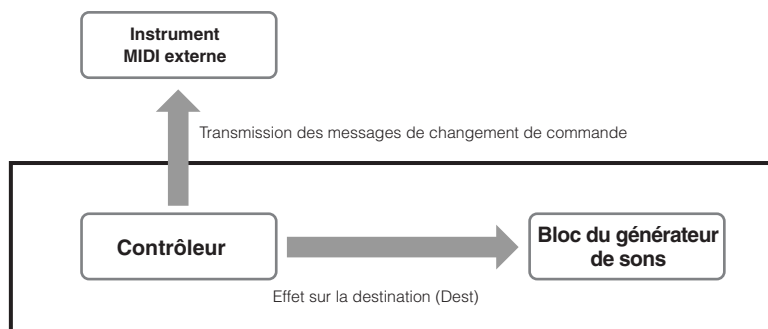 Instrument
MIDI externe
Transmission des messages de changement de commande
Contrôleur
Bloc du générateur
de sons
Effet sur la destination (Dest)